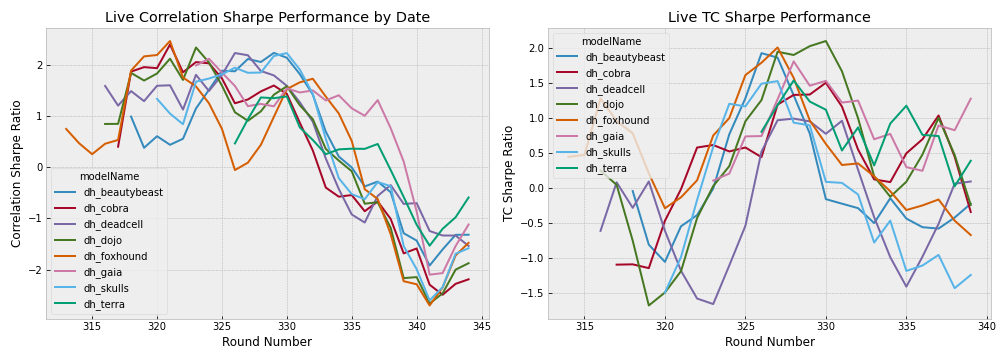 Live Correlation Sharpe Performance by Date
Correlation Sharpe Ratio
2
1
0
−1
−2
modelName
dh_beautybeast
dh_cobra
dh_deadcell
dh_dojo
dh_foxhound
dh_gaia
dh_skulls
dh_terra
315
320
325
330
335
340
345
Round Number
Live TC Sharpe Performance
TC Sharpe Ratio
2.0
1.5
1.0
0.5
0.0
−0.5
−1.0
−1.5
modelName
dh_beautybeast
dh_cobra
dh_deadcell
dh_dojo
dh_foxhound
dh_gaia
dh_skulls
dh_terra
315
320
325
330
335
340
Round Number